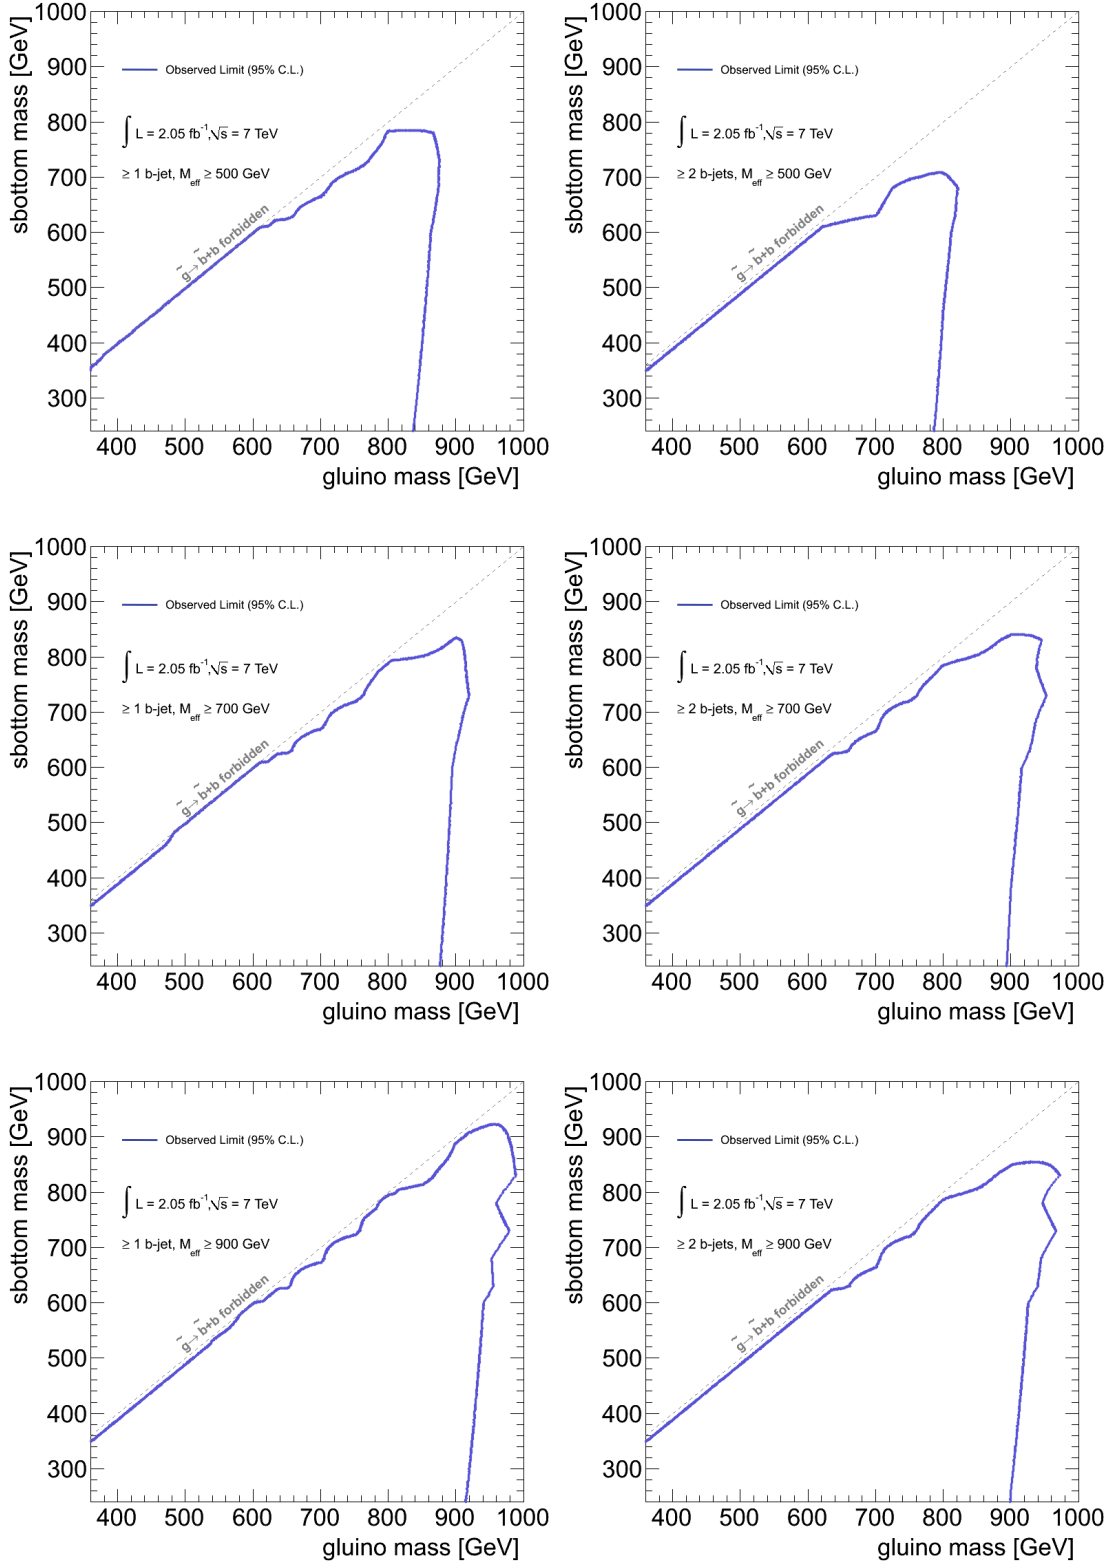 sbottom mass [GeV]
1000
900
800
700
600
500
400
300
Observed Limit (95% C.L.)
∫ L = 2.05 fb⁻¹,√s = 7 TeV
≥ 1 b-jet, M_eff ≥ 500 GeV
g̃→b̃+b forbidden
400 500 600 700 800 900 1000
gluino mass [GeV]
sbottom mass [GeV]
1000
900
800
700
600
500
400
300
Observed Limit (95% C.L.)
∫ L = 2.05 fb⁻¹,√s = 7 TeV
≥ 2 b-jets, M_eff ≥ 500 GeV
g̃→b̃+b forbidden
400 500 600 700 800 900 1000
gluino mass [GeV]
sbottom mass [GeV]
1000
900
800
700
600
500
400
300
Observed Limit (95% C.L.)
∫ L = 2.05 fb⁻¹,√s = 7 TeV
≥ 1 b-jet, M_eff ≥ 700 GeV
g̃→b̃+b forbidden
400 500 600 700 800 900 1000
gluino mass [GeV]
sbottom mass [GeV]
1000
900
800
700
600
500
400
300
Observed Limit (95% C.L.)
∫ L = 2.05 fb⁻¹,√s = 7 TeV
≥ 2 b-jets, M_eff ≥ 700 GeV
g̃→b̃+b forbidden
400 500 600 700 800 900 1000
gluino mass [GeV]
sbottom mass [GeV]
1000
900
800
700
600
500
400
300
Observed Limit (95% C.L.)
∫ L = 2.05 fb⁻¹,√s = 7 TeV
≥ 1 b-jet, M_eff ≥ 900 GeV
g̃→b̃+b forbidden
400 500 600 700 800 900 1000
gluino mass [GeV]
sbottom mass [GeV]
1000
900
800
700
600
500
400
300
Observed Limit (95% C.L.)
∫ L = 2.05 fb⁻¹,√s = 7 TeV
≥ 2 b-jets, M_eff ≥ 900 GeV
g̃→b̃+b forbidden
400 500 600 700 800 900 1000
gluino mass [GeV]